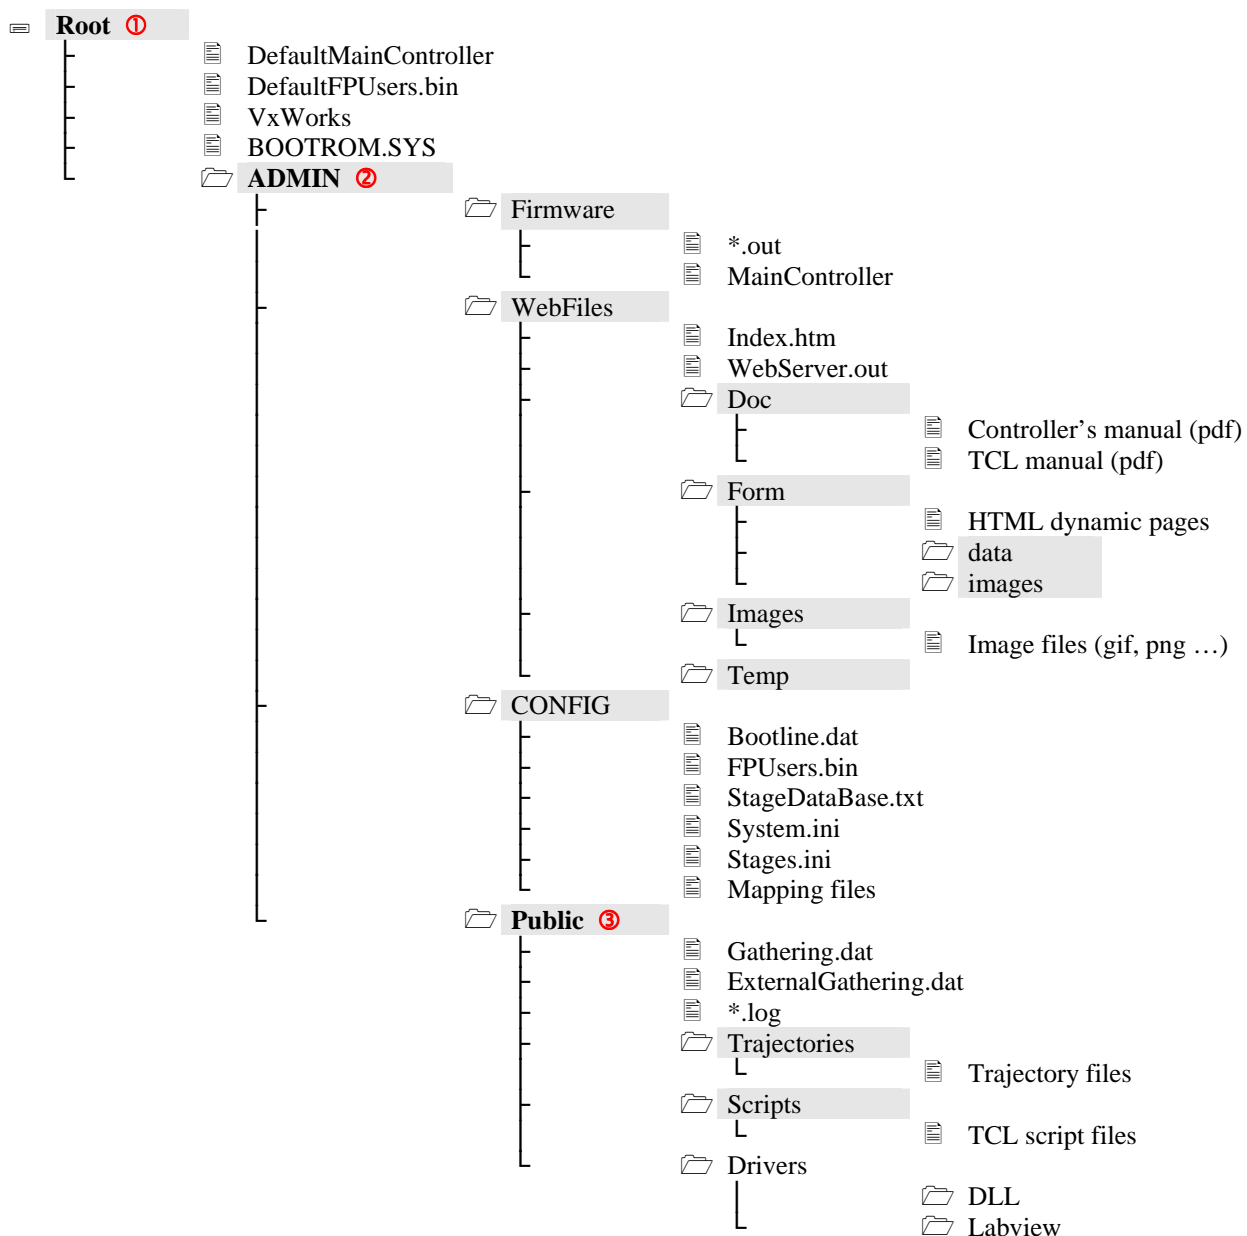 Root ①
DefaultMainController
DefaultFPUsers.bin
VxWorks
BOOTROM.SYS
ADMIN ②
Firmware
*.out
MainController
WebFiles
Index.htm
WebServer.out
Doc
Controller’s manual (pdf)
TCL manual (pdf)
Form
HTML dynamic pages
data
images
Images
Image files (gif, png …)
Temp
CONFIG
Bootline.dat
FPUsers.bin
StageDataBase.txt
System.ini
Stages.ini
Mapping files
Public ③
Gathering.dat
ExternalGathering.dat
*.log
Trajectories
Trajectory files
Scripts
TCL script files
Drivers
DLL
Labview